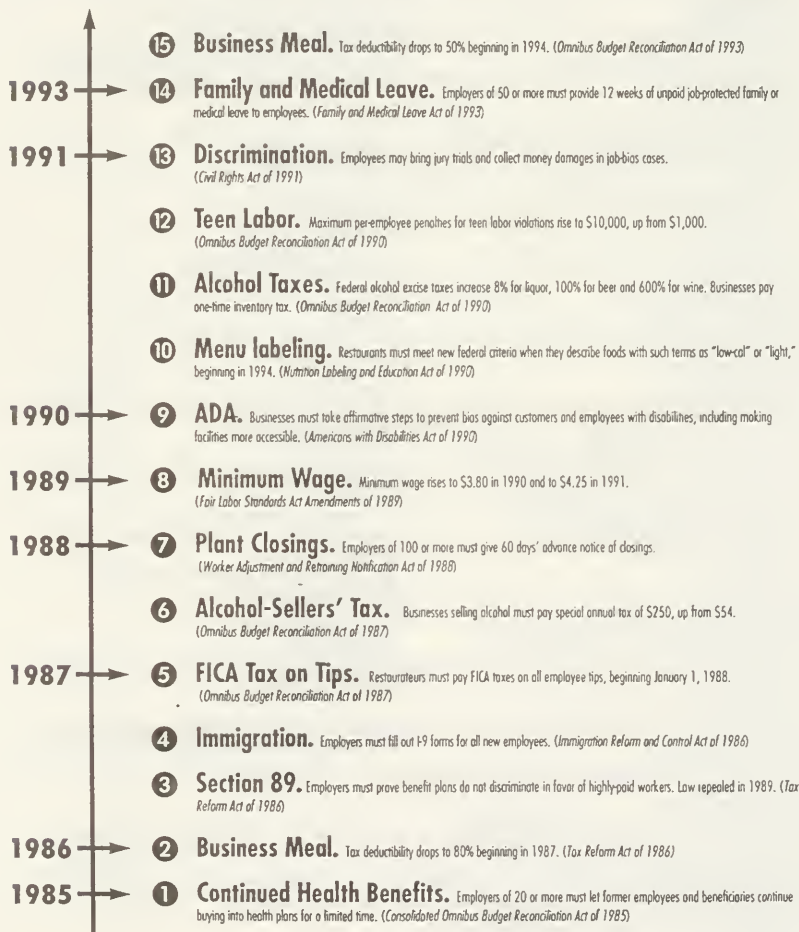 15 Business Meal. Tax deductibility drops to 50% beginning in 1994. (Omnibus Budget Reconciliation Act of 1993)
1993 14 Family and Medical Leave. Employers of 50 or more must provide 12 weeks of unpaid job-protected family or
medical leave to employees. (Family and Medical Leave Act of 1993)
1991 13 Discrimination. Employees may bring jury trials and collect money damages in job-bias cases.
(Civil Rights Act of 1991)
12 Teen Labor. Maximum per-employee penalties for teen labor violations rise to $10,000, up from $1,000.
(Omnibus Budget Reconciliation Act of 1990)
11 Alcohol Taxes. Federal alcohol excise taxes increase 8% for liquor, 100% for beer and 600% for wine. Businesses pay
one-time inventory tax. (Omnibus Budget Reconciliation Act of 1990)
10 Menu labeling. Restaurants must meet new federal criteria when they describe foods with such terms as "low-cal" or "light,"
beginning in 1994. (Nutrition Labeling and Education Act of 1990)
1990 9 ADA. Businesses must take affirmative steps to prevent bias against customers and employees with disabilities, including making
facilities more accessible. (Americans with Disabilities Act of 1990)
1989 8 Minimum Wage. Minimum wage rises to $3.80 in 1990 and to $4.25 in 1991.
(Fair Labor Standards Act Amendments of 1989)
1988 7 Plant Closings. Employers of 100 or more must give 60 days' advance notice of closings.
(Worker Adjustment and Retraining Notification Act of 1988)
6 Alcohol-Sellers' Tax. Businesses selling alcohol must pay special annual tax of $250, up from $54.
(Omnibus Budget Reconciliation Act of 1987)
1987 5 FICA Tax on Tips. Restaurateurs must pay FICA taxes on all employee tips, beginning January 1, 1988.
(Omnibus Budget Reconciliation Act of 1987)
4 Immigration. Employers must fill out I-9 forms for all new employees. (Immigration Reform and Control Act of 1986)
3 Section 89. Employers must prove benefit plans do not discriminate in favor of highly-paid workers. Law repealed in 1989. (Tax
Reform Act of 1986)
1986 2 Business Meal. Tax deductibility drops to 80% beginning in 1987. (Tax Reform Act of 1986)
1985 1 Continued Health Benefits. Employers of 20 or more must let former employees and beneficiaries continue
buying into health plans for a limited time. (Consolidated Omnibus Budget Reconciliation Act of 1985)